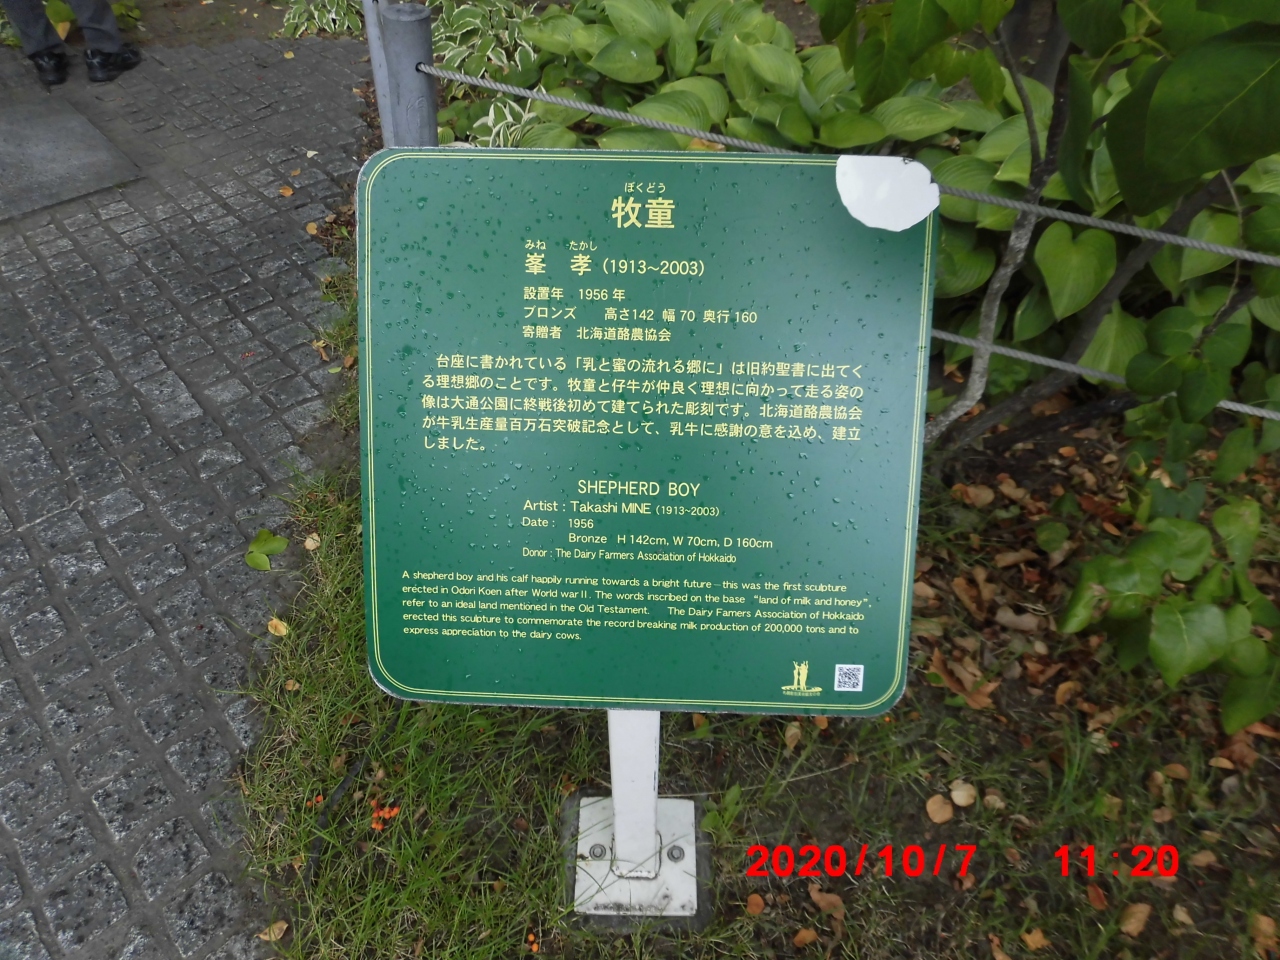 ぼくどう
牧童
みね たかし
峯 孝 (1913~2003)
設置年 1956 年
ブロンズ 高さ142 幅 70 奥行 160
寄贈者 北海道酪農協会
台座に書かれている「乳と蜜の流れる郷に」は旧約聖書に出てく
る理想郷のことです。牧童と仔牛が仲良く理想に向かって走る姿の
像は大通公園に終戦後初めて建てられた彫刻です。北海道酪農協会
が牛乳生産量百万石突破記念として、乳牛に感謝の意を込め、建立
しました。
SHEPHERD BOY
Artist : Takashi MINE (1913~2003)
Date : 1956
Bronze H 142cm, W 70cm, D 160cm
Donor : The Dairy Farmers Association of Hokkaido
A shepherd boy and his calf happily running towards a bright future—this was the first sculpture
erected in Odori Koen after World war II. The words inscribed on the base "land of milk and honey",
refer to an ideal land mentioned in the Old Testament. The Dairy Famers Association of Hokkaido
erected this sculpture to commemorate the record breaking milk production of 200,000 tons and to
express appreciation to the dairy cows.
2020/10/7 11:20